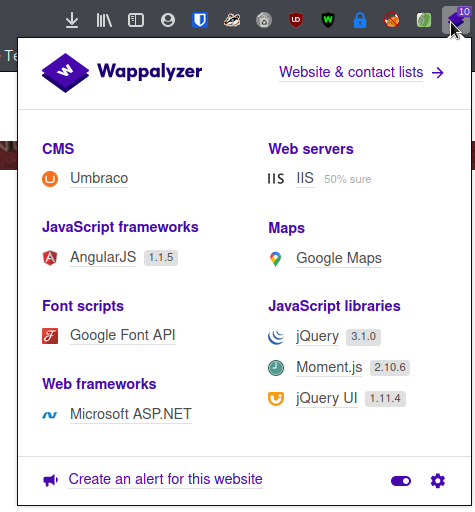 10
Te
Wappalyzer
Website & contact lists
CMS
Umbraco
JavaScript frameworks
AngularJS 1.1.5
Font scripts
Google Font API
Web frameworks
Microsoft ASP.NET
Web servers
IIS IIS 50% sure
Maps
Google Maps
JavaScript libraries
jQuery 3.1.0
Moment.js 2.10.6
jQuery UI 1.11.4
Create an alert for this website